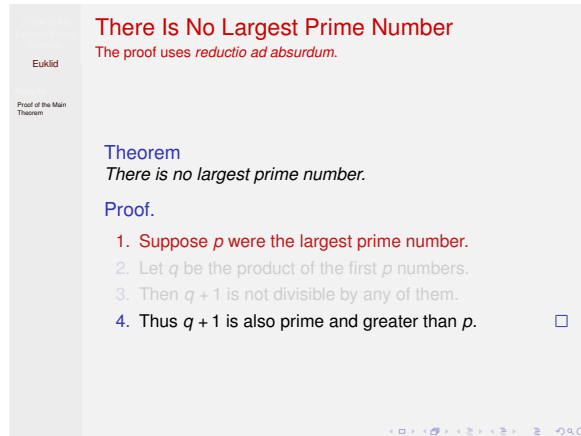 There Is No Largest Prime Number
The proof uses reductio ad absurdum.
Euklid
Results
Proof of the Main
Theorem
Theorem
There is no largest prime number.
Proof.
1. Suppose p were the largest prime number.
2. Let q be the product of the first p numbers.
3. Then q + 1 is not divisible by any of them.
4. Thus q + 1 is also prime and greater than p.